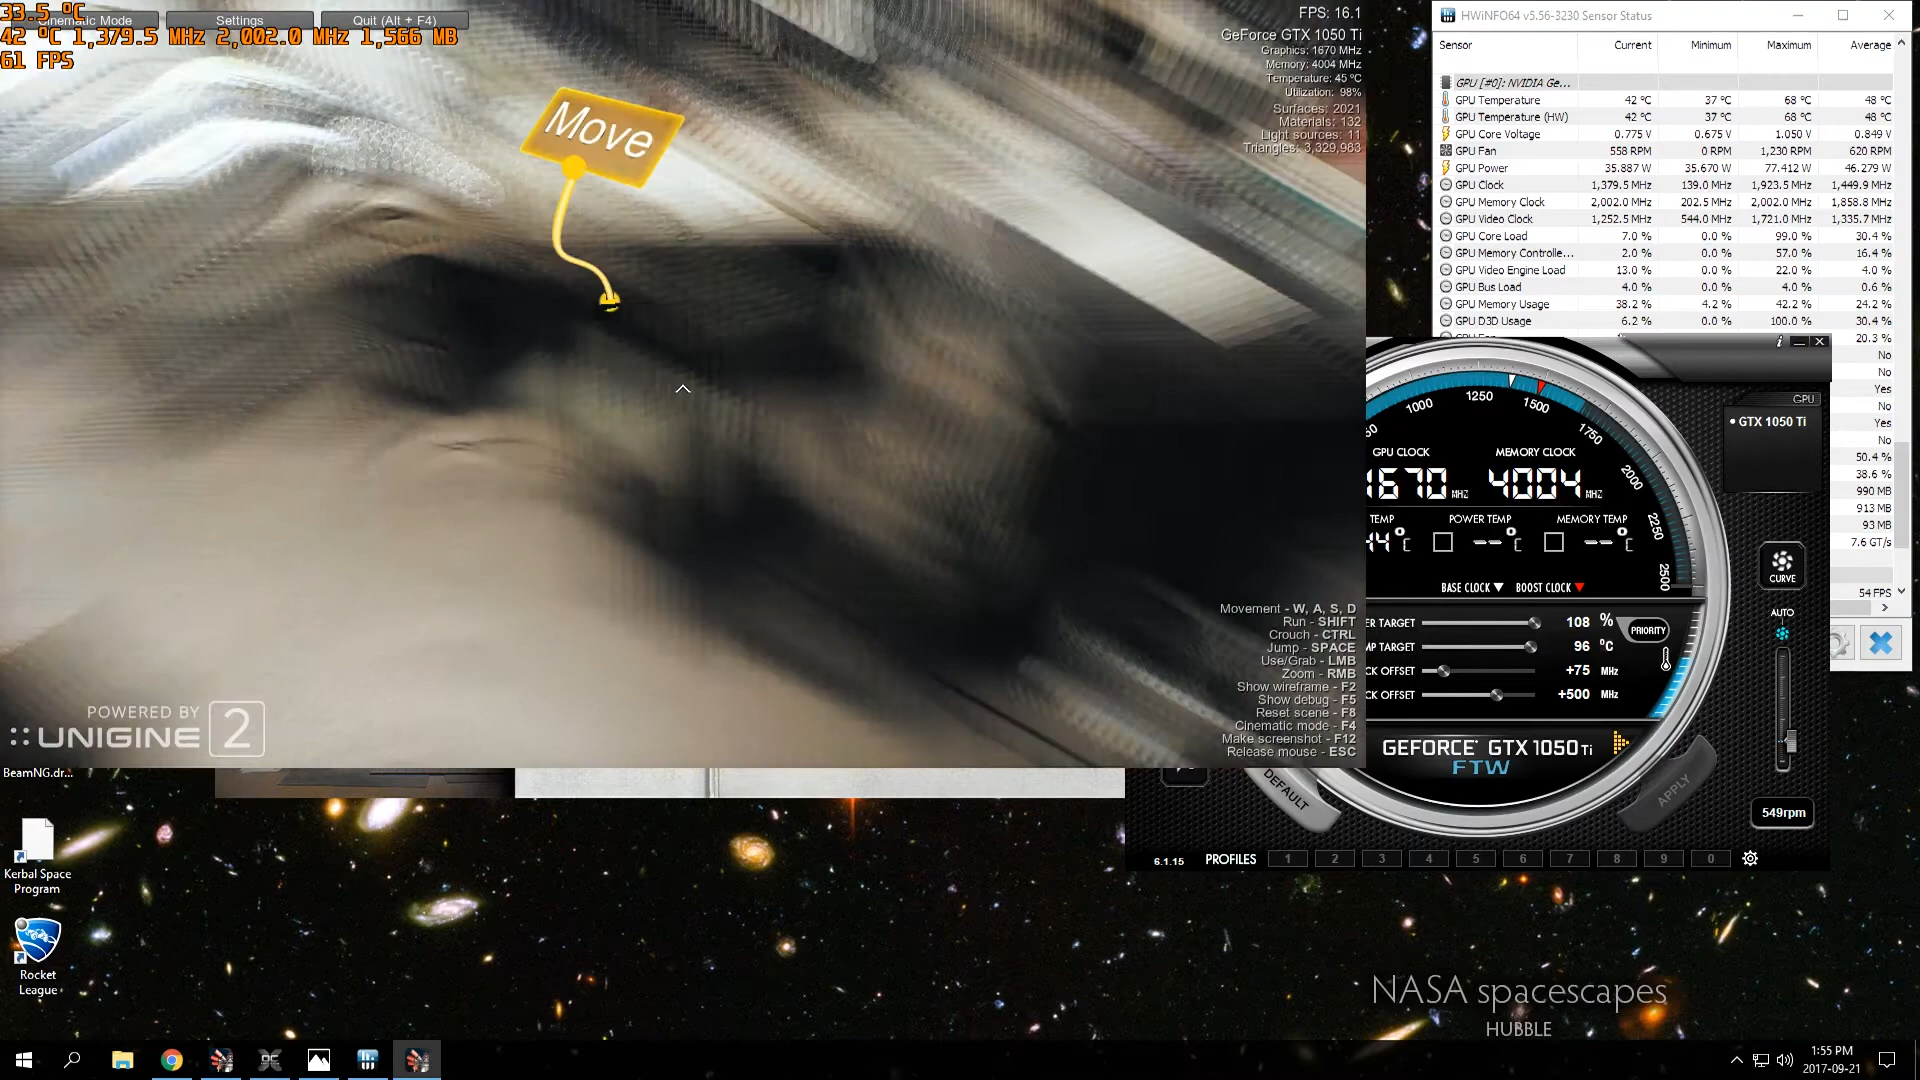 Cinematic Mode
Settings
Quit (Alt + F4)
33.5 °C
42 °C 1,379.5 MHz 2,002.0 MHz 1,566 MB
61 FPS
Move
FPS: 16.1
GeForce GTX 1050 Ti
Graphics: 1670 MHz
Memory: 4004 MHz
Temperature: 45 °C
Utilization: 98%
Surfaces: 2021
Materials: 132
Light sources: 11
Triangles: 3,329,983
Movement - W, A, S, D
Run - SHIFT
Crouch - CTRL
Jump - SPACE
Use/Grab - LMB
Zoom - RMB
Show wireframe - F2
Show debug - F5
Reset scene - F8
Cinematic mode - F4
Make screenshot - F12
Release mouse - ESC
POWERED BY
UNIGINE 2
HWiNFO64 v5.56-3230 Sensor Status
Sensor Current Minimum Maximum Average
GPU [#0]: NVIDIA Ge...
GPU Temperature 42 °C 37 °C 68 °C 48 °C
GPU Temperature (HW) 42 °C 37 °C 68 °C 48 °C
GPU Core Voltage 0.775 V 0.675 V 1.050 V 0.849 V
GPU Fan 558 RPM 0 RPM 1,230 RPM 620 RPM
GPU Power 35.887 W 35.670 W 77.412 W 46.279 W
GPU Clock 1,379.5 MHz 139.0 MHz 1,923.5 MHz 1,449.9 MHz
GPU Memory Clock 2,002.0 MHz 202.5 MHz 2,002.0 MHz 1,858.8 MHz
GPU Video Clock 1,252.5 MHz 544.0 MHz 1,721.0 MHz 1,335.7 MHz
GPU Core Load 7.0 % 0.0 % 99.0 % 30.4 %
GPU Memory Controlle... 2.0 % 0.0 % 57.0 % 16.4 %
GPU Video Engine Load 13.0 % 0.0 % 22.0 % 4.0 %
GPU Bus Load 4.0 % 0.0 % 4.0 % 0.6 %
GPU Memory Usage 38.2 % 4.2 % 42.2 % 24.2 %
GPU D3D Usage 6.2 % 0.0 % 100.0 % 30.4 %
20.3 %
No
No
Yes
No
Yes
No
50.4 %
38.6 %
990 MB
913 MB
93 MB
7.6 GT/s
54 FPS
1000
1250
1500
1750
2000
2250
2500
GPU CLOCK
MEMORY CLOCK
1670 MHZ
4004 MHZ
TEMP
POWER TEMP
MEMORY TEMP
44 °C
-- °C
-- °C
BASE CLOCK
BOOST CLOCK
ER TARGET 108 %
MP TARGET 96 °C
CK OFFSET +75 MHz
CK OFFSET +500 MHz
PRIORITY
GEFORCE GTX 1050 Ti
FTW
DEFAULT
APPLY
GPU
GTX 1050 Ti
CURVE
AUTO
549rpm
6.1.15 PROFILES 1 2 3 4 5 6 7 8 9 0
BeamNG.dr...
Kerbal Space
Program
Rocket
League
NASA spacescapes
HUBBLE
1:55 PM
2017-09-21